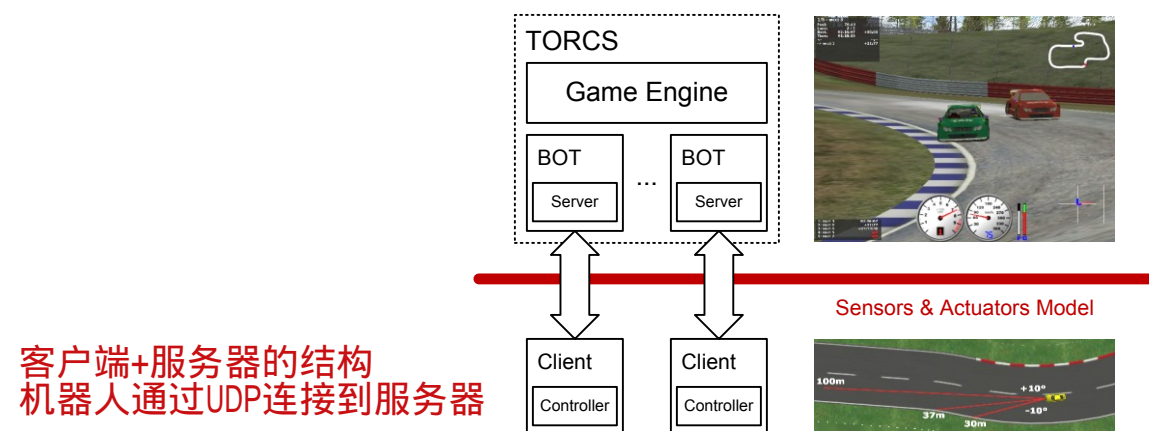 TORCS
Game Engine
BOT
BOT
...
Server
Server
Sensors & Actuators Model
客户端+服务器的结构
机器人通过UDP连接到服务器
Client
Client
Controller
Controller
100m
+10°
-10°
37m
30m